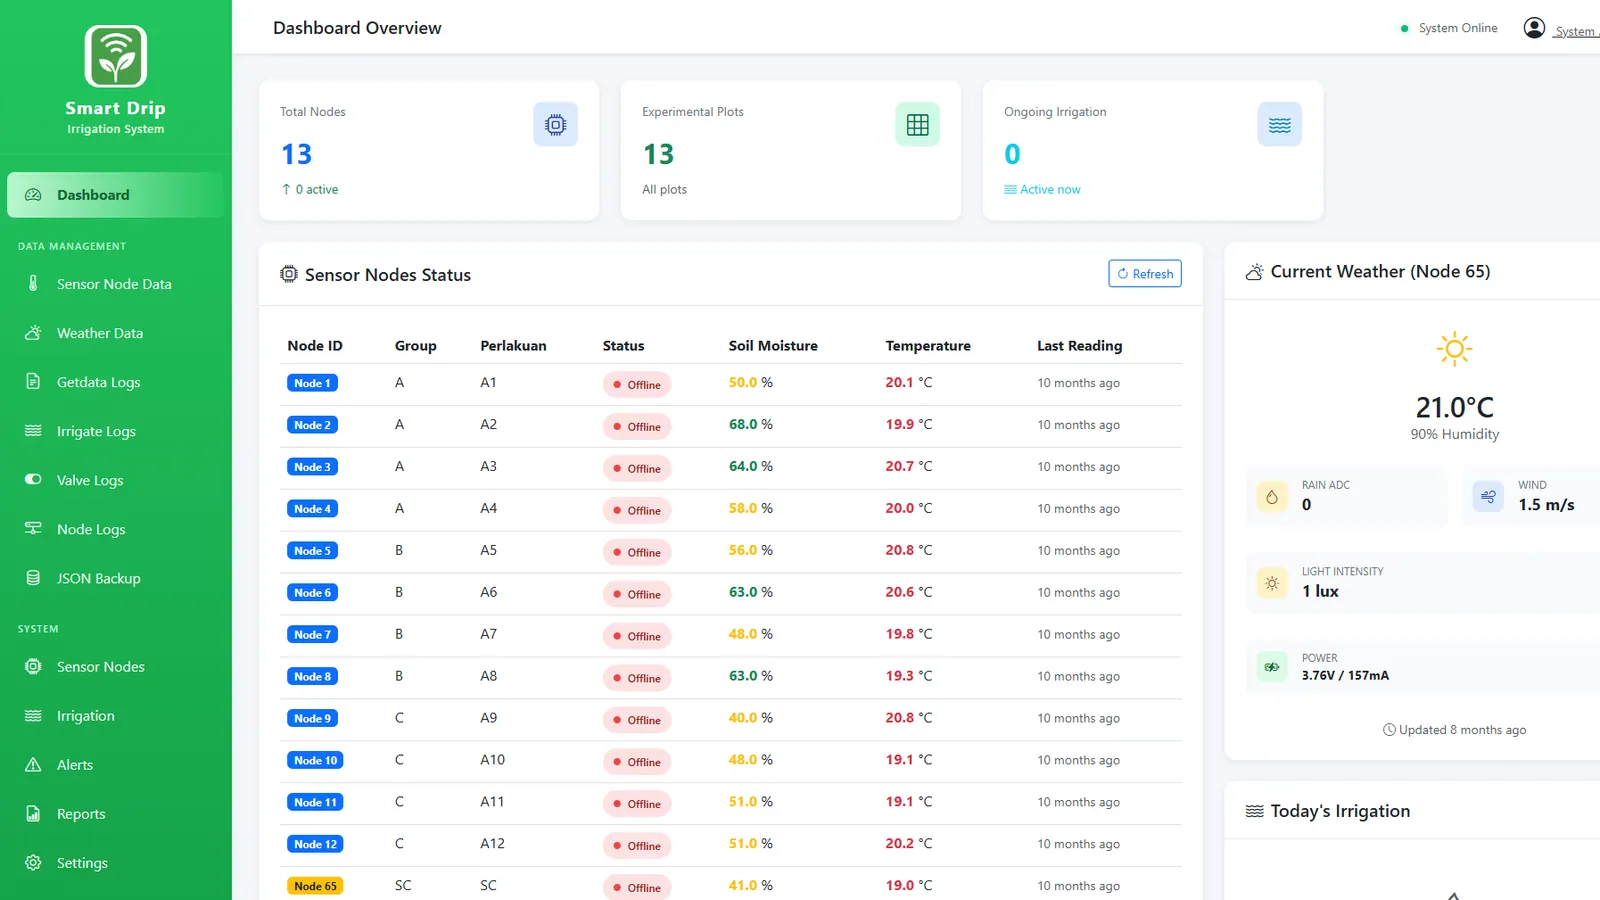 Smart Drip
Irrigation System
Dashboard
DATA MANAGEMENT
Sensor Node Data
Weather Data
Getdata Logs
Irrigate Logs
Valve Logs
Node Logs
JSON Backup
SYSTEM
Sensor Nodes
Irrigation
Alerts
Reports
Settings
Dashboard Overview
System Online
System
Total Nodes
13
↑ 0 active
Experimental Plots
13
All plots
Ongoing Irrigation
0
Active now
Sensor Nodes Status
Refresh
Node ID Group Perlakuan Status Soil Moisture Temperature Last Reading
Node 1 A A1 Offline 50.0 % 20.1 °C 10 months ago
Node 2 A A2 Offline 68.0 % 19.9 °C 10 months ago
Node 3 A A3 Offline 64.0 % 20.7 °C 10 months ago
Node 4 A A4 Offline 58.0 % 20.0 °C 10 months ago
Node 5 B A5 Offline 56.0 % 20.8 °C 10 months ago
Node 6 B A6 Offline 63.0 % 20.6 °C 10 months ago
Node 7 B A7 Offline 48.0 % 19.8 °C 10 months ago
Node 8 B A8 Offline 63.0 % 19.3 °C 10 months ago
Node 9 C A9 Offline 40.0 % 20.8 °C 10 months ago
Node 10 C A10 Offline 48.0 % 19.1 °C 10 months ago
Node 11 C A11 Offline 51.0 % 19.1 °C 10 months ago
Node 12 C A12 Offline 51.0 % 20.2 °C 10 months ago
Node 65 SC SC Offline 41.0 % 19.0 °C 10 months ago
Current Weather (Node 65)
21.0°C
90% Humidity
RAIN ADC
0
WIND
1.5 m/s
LIGHT INTENSITY
1 lux
POWER
3.76V / 157mA
Updated 8 months ago
Today's Irrigation